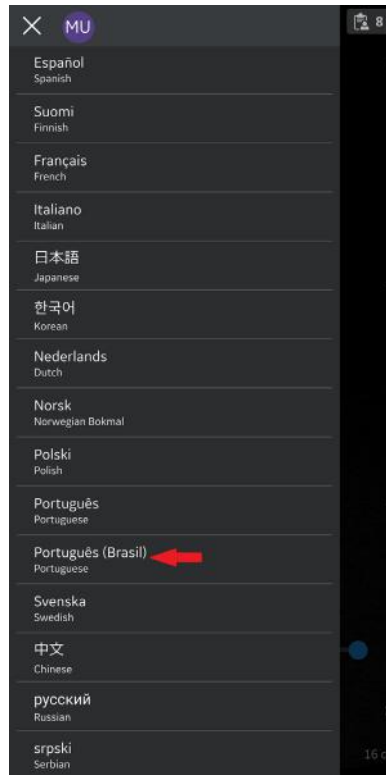 MU
8
Español
Spanish
Suomi
Finnish
Français
French
Italiano
Italian
日本語
Japanese
한국어
Korean
Nederlands
Dutch
Norsk
Norwegian Bokmal
Polski
Polish
Português
Portuguese
Português (Brasil)
Portuguese
Svenska
Swedish
中文
Chinese
русский
Russian
srpski
Serbian
16